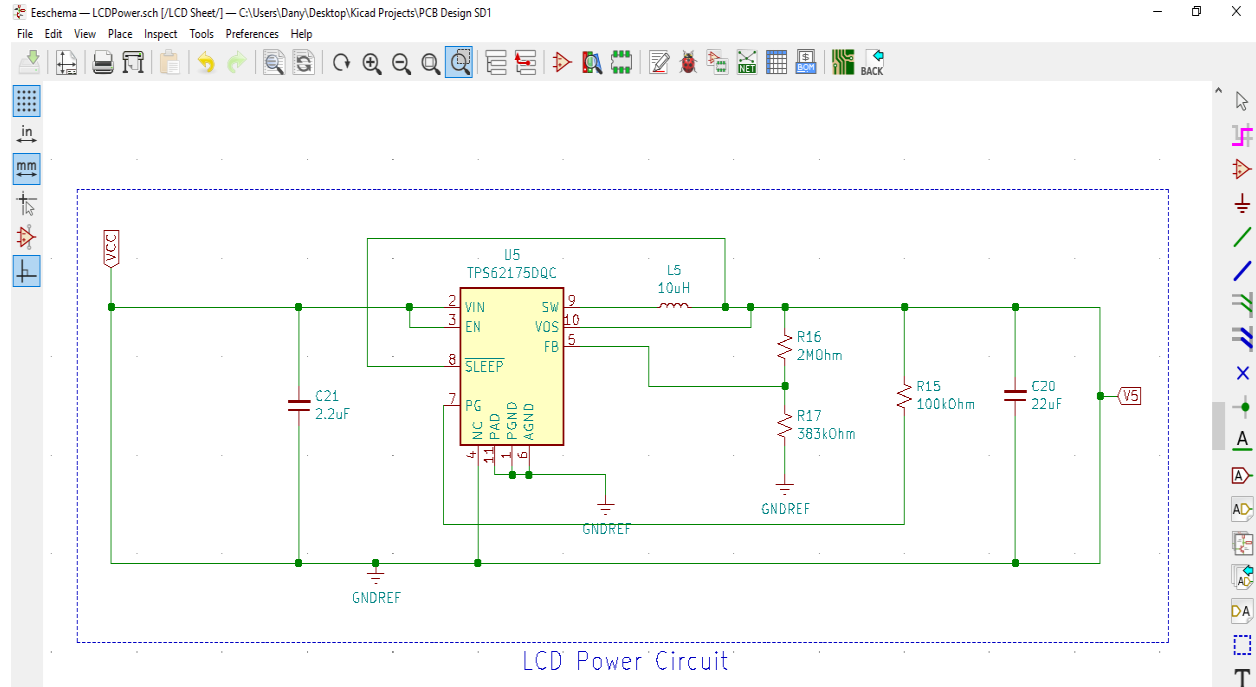 Eeschema — LCDPower.sch [/LCD Sheet/] — C:\Users\Dany\Desktop\Kicad Projects\PCB Design SD1
File Edit View Place Inspect Tools Preferences Help
NET
$
BOM
BACK
in
mm
VCC
U5
TPS62175DQC
L5
10uH
2 VIN
SW 9
3 EN
VOS 10
FB 5
8 SLEEP
7 PG
NC
PAD
PGND
AGND
4
11
1
6
C21
2.2uF
R16
2MOhm
R17
383kOhm
R15
100kOhm
C20
22uF
V5
GNDREF
GNDREF
GNDREF
LCD Power Circuit
A
A
AD
AD
DA
T